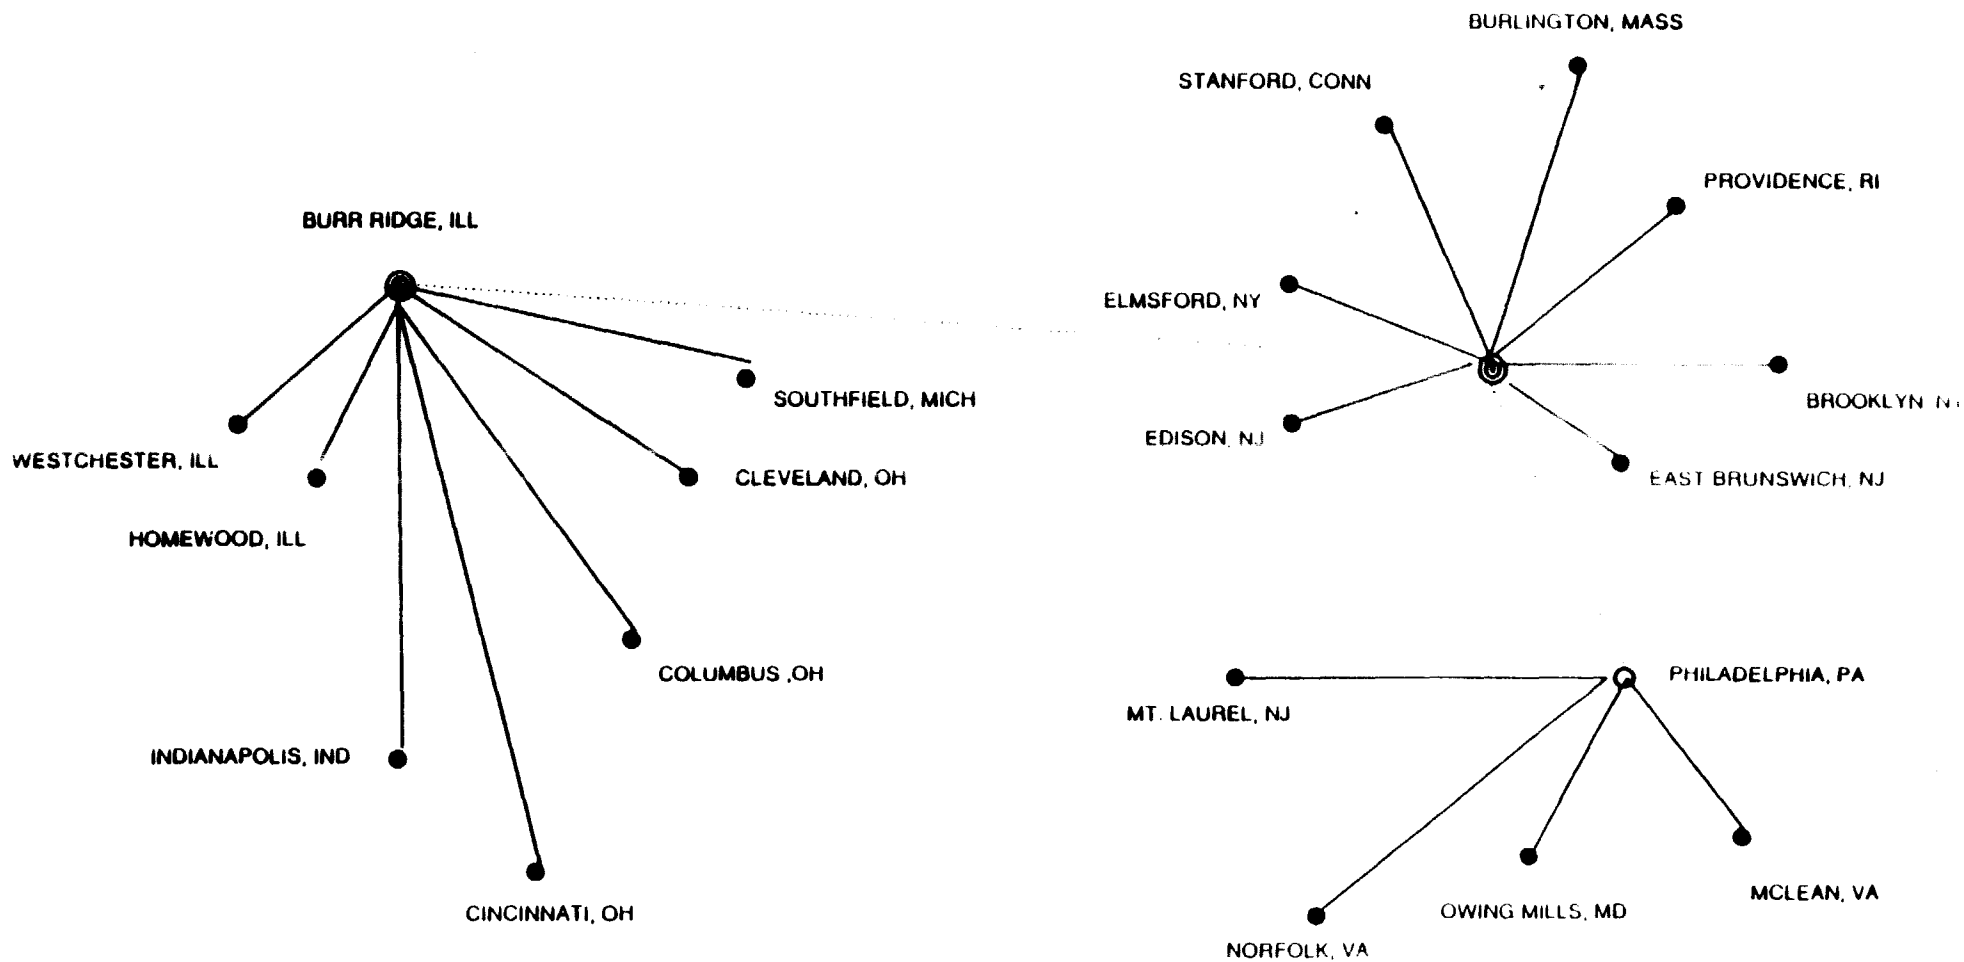 BURLINGTON, MASS
STANFORD, CONN
PROVIDENCE, RI
BURR RIDGE, ILL
ELMSFORD, NY
SOUTHFIELD, MICH
BROOKLYN
EDISON, NJ
WESTCHESTER, ILL
CLEVELAND, OH
EAST BRUNSWICH, NJ
HOMEWOOD, ILL
COLUMBUS ,OH
PHILADELPHIA, PA
MT. LAUREL, NJ
INDIANAPOLIS, IND
MCLEAN, VA
OWING MILLS, MD
CINCINNATI, OH
NORFOLK, VA